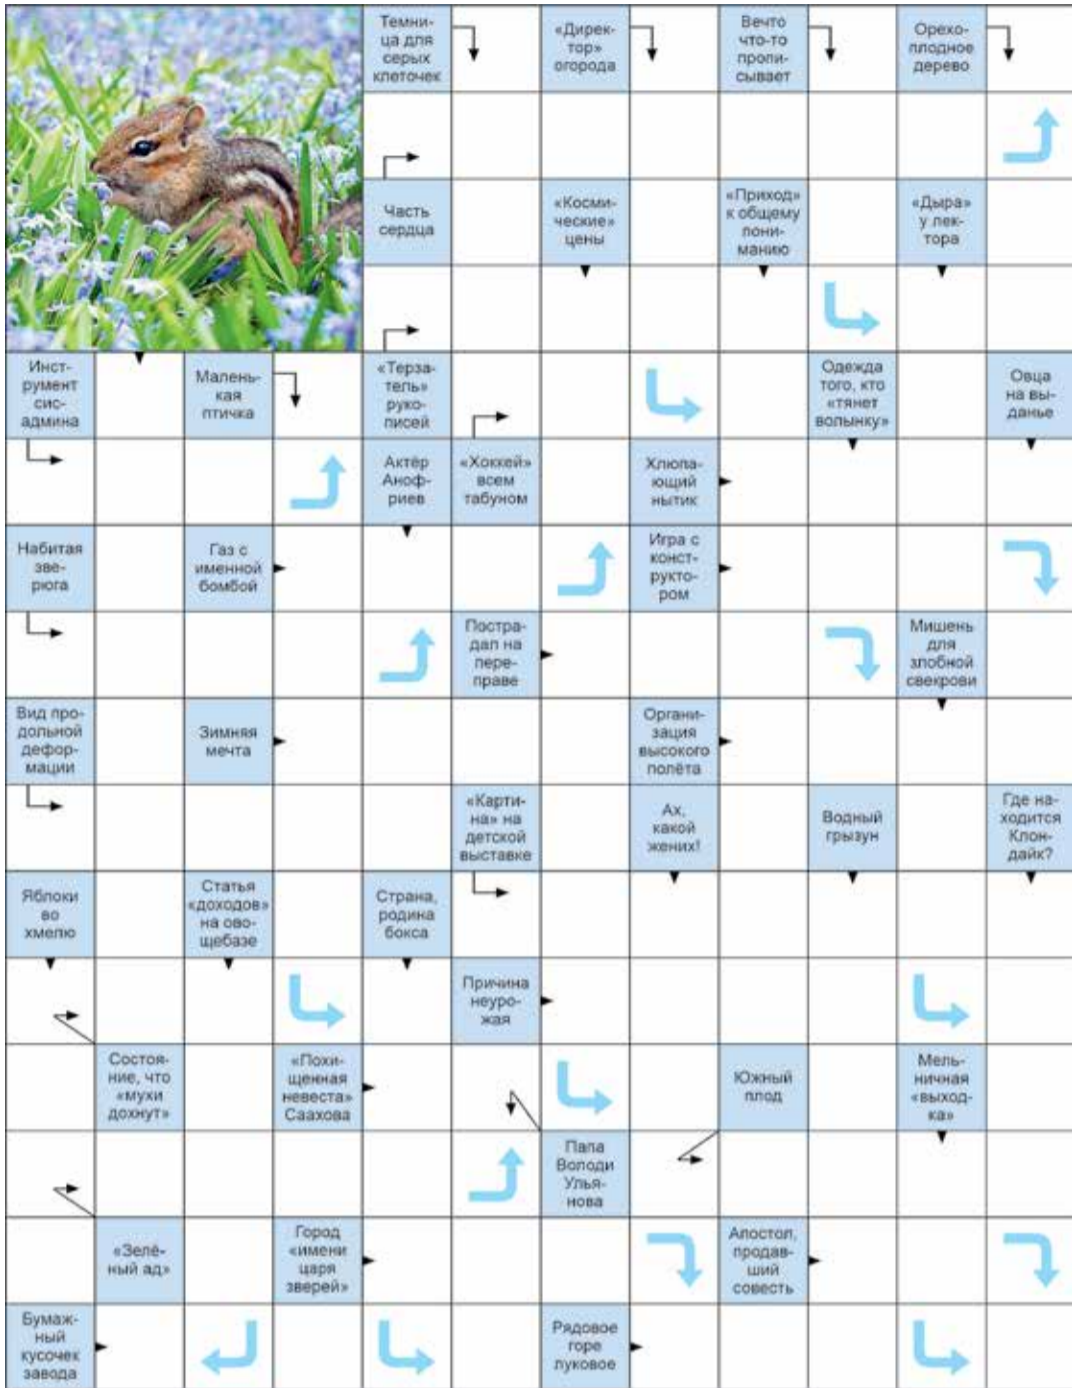 Темни-
ца для
серых
клеточек
«Дирек-
тор»
огорода
Вечто
что-то
пропи-
сывает
Орехо-
плодное
дерево
Часть
сердца
«Косми-
ческие»
цены
«Приход»
к общему
пони-
манию
«Дыра»
у лек-
тора
Инст-
румент
сис-
админа
Малень-
кая
птичка
«Терза-
тель»
руко-
писей
Одежда
того, кто
«тянет
волынку»
Овца
на вы-
данье
Актёр
Аноф-
риев
«Хоккей»
всем
табуном
Хлюпа-
ющий
нытик
Набитая
зве-
рюга
Газ с
именной
бомбой
Игра с
конст-
рукто-
ром
Постра-
дал на
пере-
праве
Мишень
для
злобной
свекрови
Вид про-
дольной
дефор-
мации
Зимняя
мечта
Органи-
зация
высокого
полёта
«Карти-
на» на
детской
выставке
Ах,
какой
жених!
Водный
грызун
Где на-
ходится
Клон-
дайк?
Яблоки
во
хмелю
Статья
«доходов»
на ово-
щебазе
Страна,
родина
бокса
Причина
неуро-
жая
Состоя-
ние, что
«мухи
дохнут»
«Похи-
щенная
невеста»
Саахова
Южный
плод
Мель-
ничная
«выход-
ка»
Папа
Володи
Улья-
нова
«Зелё-
ный ад»
Город
«имени
царя
зверей»
Апостол,
продав-
ший
совесть
Бумаж-
ный
кусочек
завода
Рядовое
горе
луковое